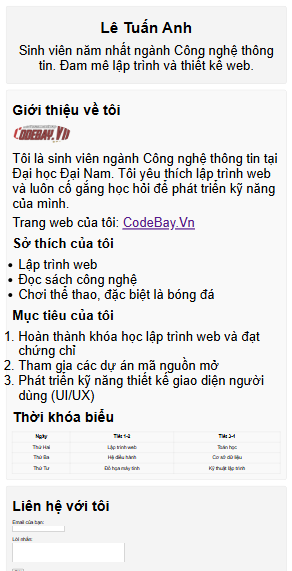 Lê Tuấn Anh
Sinh viên năm nhất ngành Công nghệ thông
tin. Đam mê lập trình và thiết kế web.
Giới thiệu về tôi
CODEBAY.VN
Tôi là sinh viên ngành Công nghệ thông tin tại
Đại học Đại Nam. Tôi yêu thích lập trình web
và luôn cố gắng học hỏi để phát triển kỹ năng
của mình.
Trang web của tôi: CodeBay.Vn
Sở thích của tôi
• Lập trình web
• Đọc sách công nghệ
• Chơi thể thao, đặc biệt là bóng đá
Mục tiêu của tôi
1. Hoàn thành khóa học lập trình web và đạt
chứng chỉ
2. Tham gia các dự án mã nguồn mở
3. Phát triển kỹ năng thiết kế giao diện người
dùng (UI/UX)
Thời khóa biểu
Ngày Tiết 1-2 Tiết 3-4
Thứ Hai Lập trình web Toán học
Thứ Ba Hệ điều hành Cơ sở dữ liệu
Thứ Tư Đồ họa máy tính Kỹ thuật lập trình
Liên hệ với tôi
Email của bạn:
Lời nhắn: